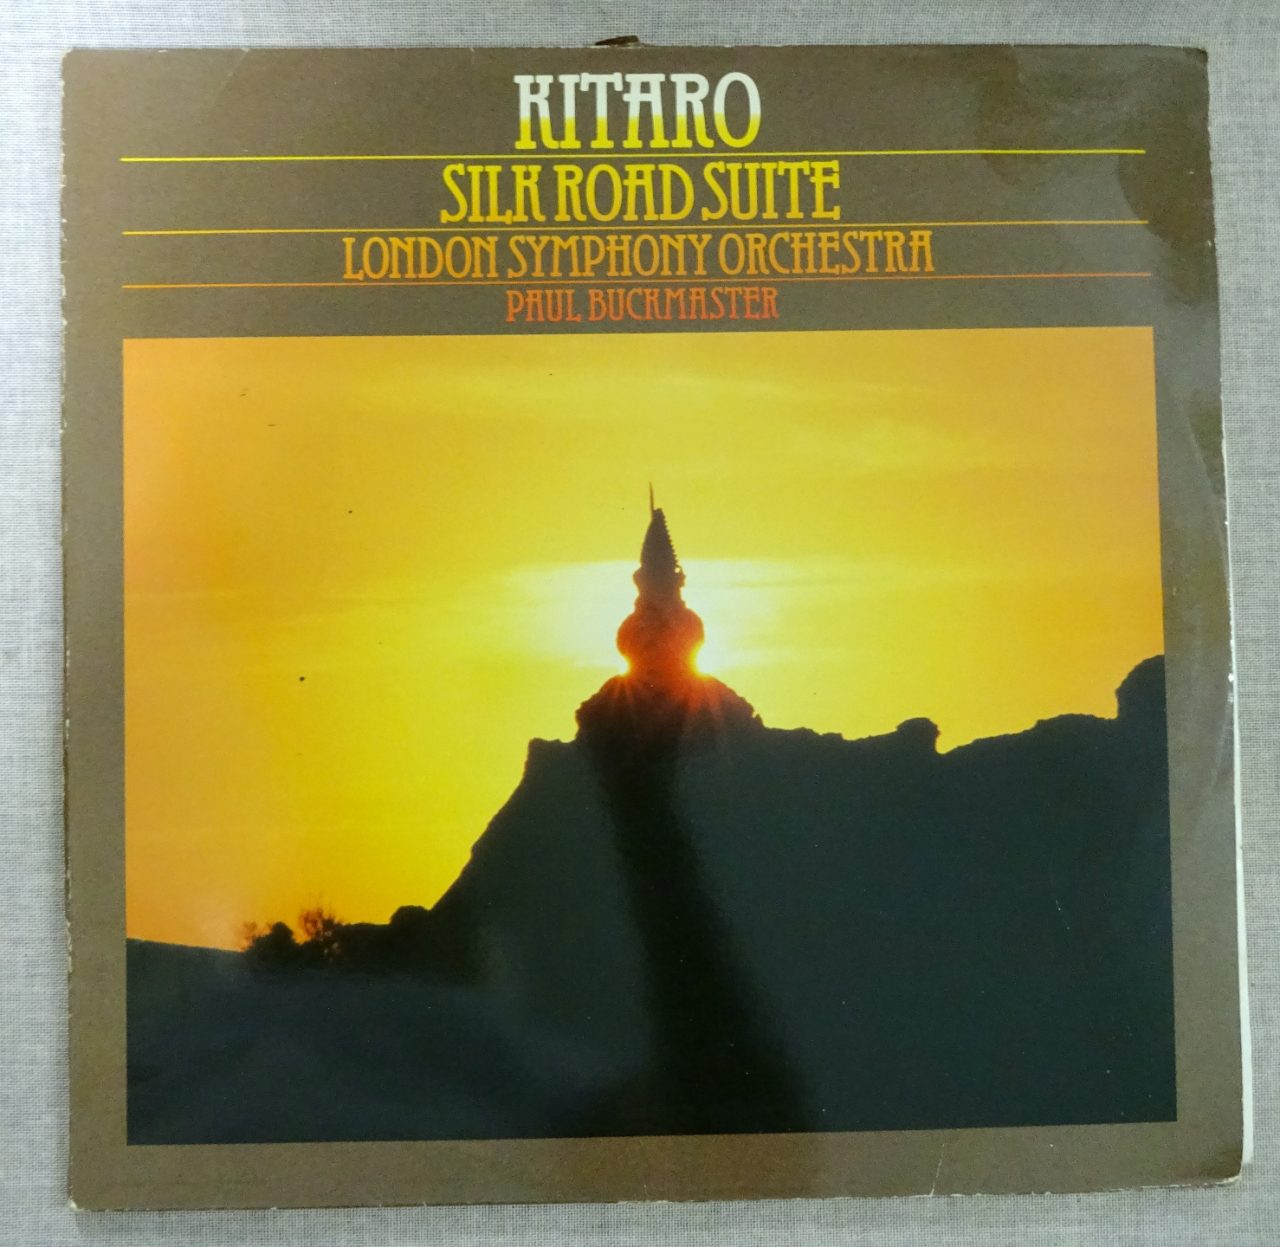 KITARO
SILK ROAD SUITE
LONDON SYMPHONY ORCHESTRA
PAUL BUCKMASTER